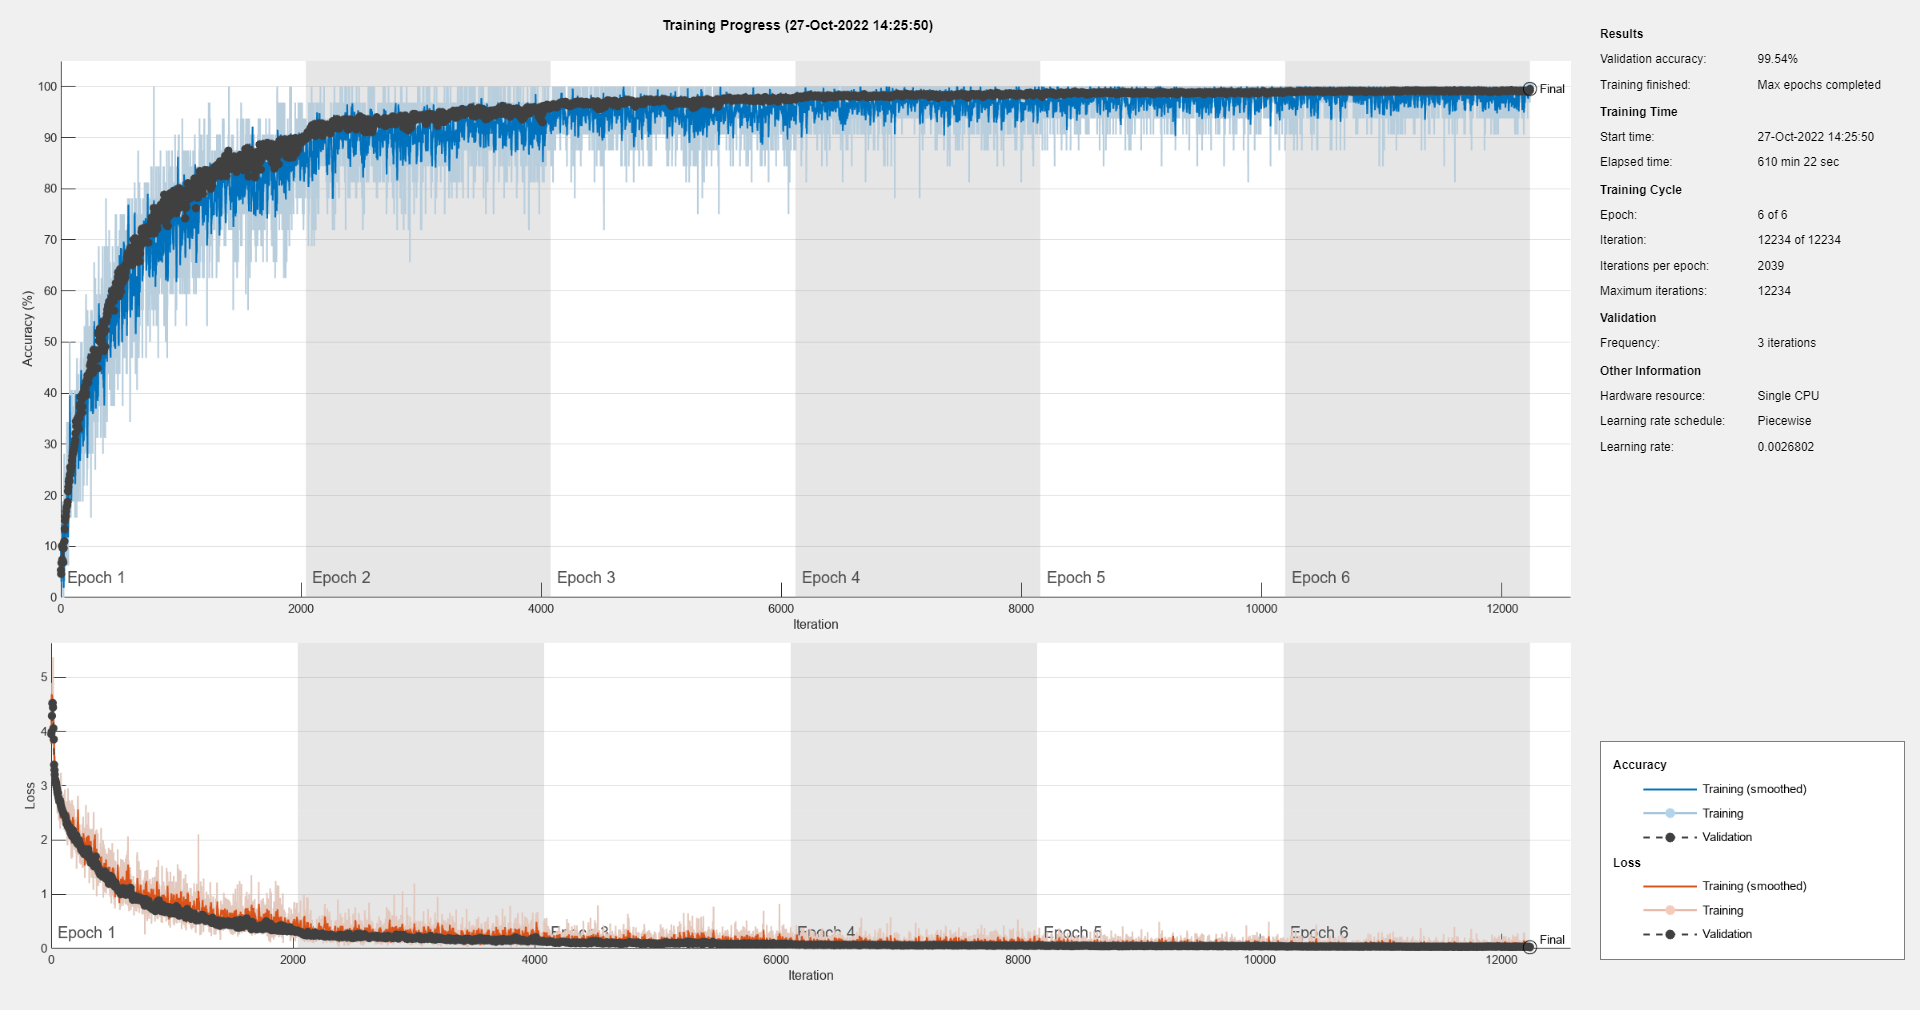 Training Progress (27-Oct-2022 14:25:50)
100
90
80
70
60
50
40
30
20
10
0
Accuracy (%)
Epoch 1
Epoch 2
Epoch 3
Epoch 4
Epoch 5
Epoch 6
Final
0
2000
4000
6000
8000
10000
12000
Iteration
5
4
3
2
1
0
Loss
Epoch 1
Epoch 3
Epoch 4
Epoch 5
Epoch 6
Final
0
2000
4000
6000
8000
10000
12000
Iteration
Results
Validation accuracy: 99.54%
Training finished: Max epochs completed
Training Time
Start time: 27-Oct-2022 14:25:50
Elapsed time: 610 min 22 sec
Training Cycle
Epoch: 6 of 6
Iteration: 12234 of 12234
Iterations per epoch: 2039
Maximum iterations: 12234
Validation
Frequency: 3 iterations
Other Information
Hardware resource: Single CPU
Learning rate schedule: Piecewise
Learning rate: 0.0026802
Accuracy
Training (smoothed)
Training
Validation
Loss
Training (smoothed)
Training
Validation